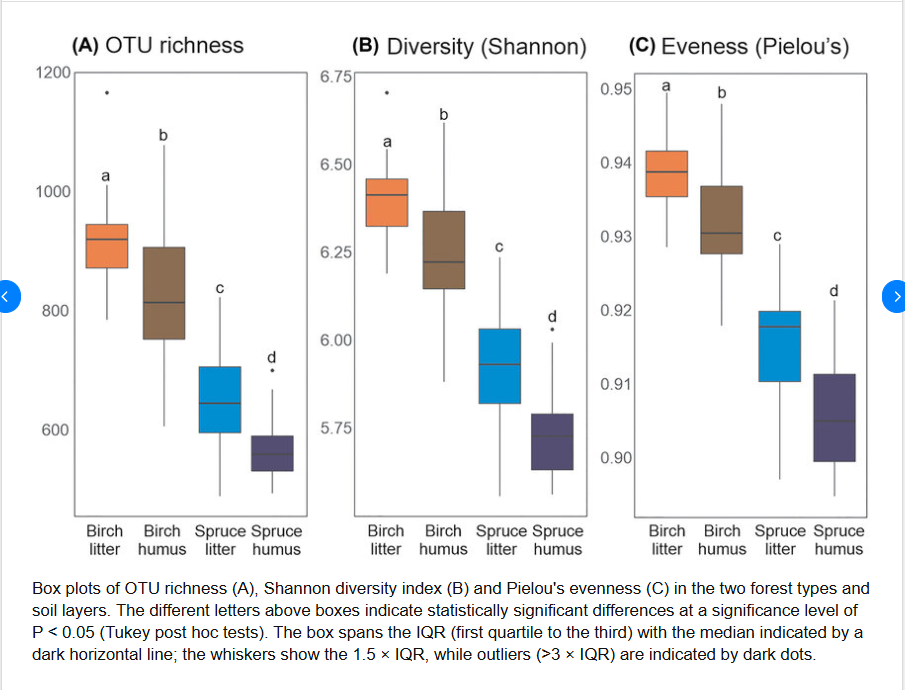 (A) OTU richness
1200
1000
800
600
a
b
c
d
Birch litter
Birch humus
Spruce litter
Spruce humus
(B) Diversity (Shannon)
6.75
6.50
6.25
6.00
5.75
a
b
c
d
Birch litter
Birch humus
Spruce litter
Spruce humus
(C) Eveness (Pielou's)
0.95
0.94
0.93
0.92
0.91
0.90
a
b
c
d
Birch litter
Birch humus
Spruce litter
Spruce humus
Box plots of OTU richness (A), Shannon diversity index (B) and Pielou's evenness (C) in the two forest types and
soil layers. The different letters above boxes indicate statistically significant differences at a significance level of
P < 0.05 (Tukey post hoc tests). The box spans the IQR (first quartile to the third) with the median indicated by a
dark horizontal line; the whiskers show the 1.5 × IQR, while outliers (>3 × IQR) are indicated by dark dots.